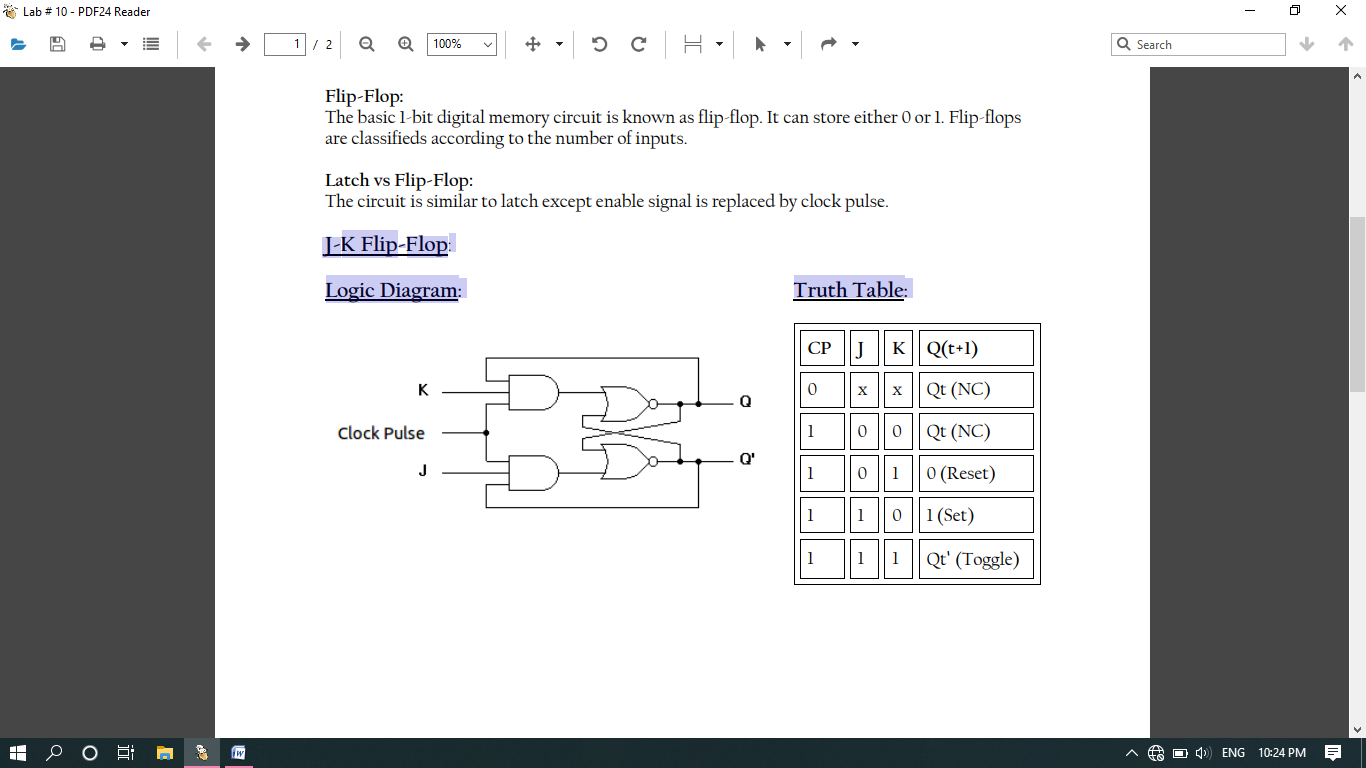 Lab # 10 - PDF24 Reader
1 / 2
100%
Search
Flip-Flop:
The basic 1-bit digital memory circuit is known as flip-flop. It can store either 0 or 1. Flip-flops
are classifieds according to the number of inputs.
Latch vs Flip-Flop:
The circuit is similar to latch except enable signal is replaced by clock pulse.
J-K Flip-Flop:
Logic Diagram:
K
Clock Pulse
J
Q
Q'
Truth Table:
CP J K Q(t+1)
0 x x Qt (NC)
1 0 0 Qt (NC)
1 0 1 0 (Reset)
1 1 0 1 (Set)
1 1 1 Qt' (Toggle)
W
ENG 10:24 PM